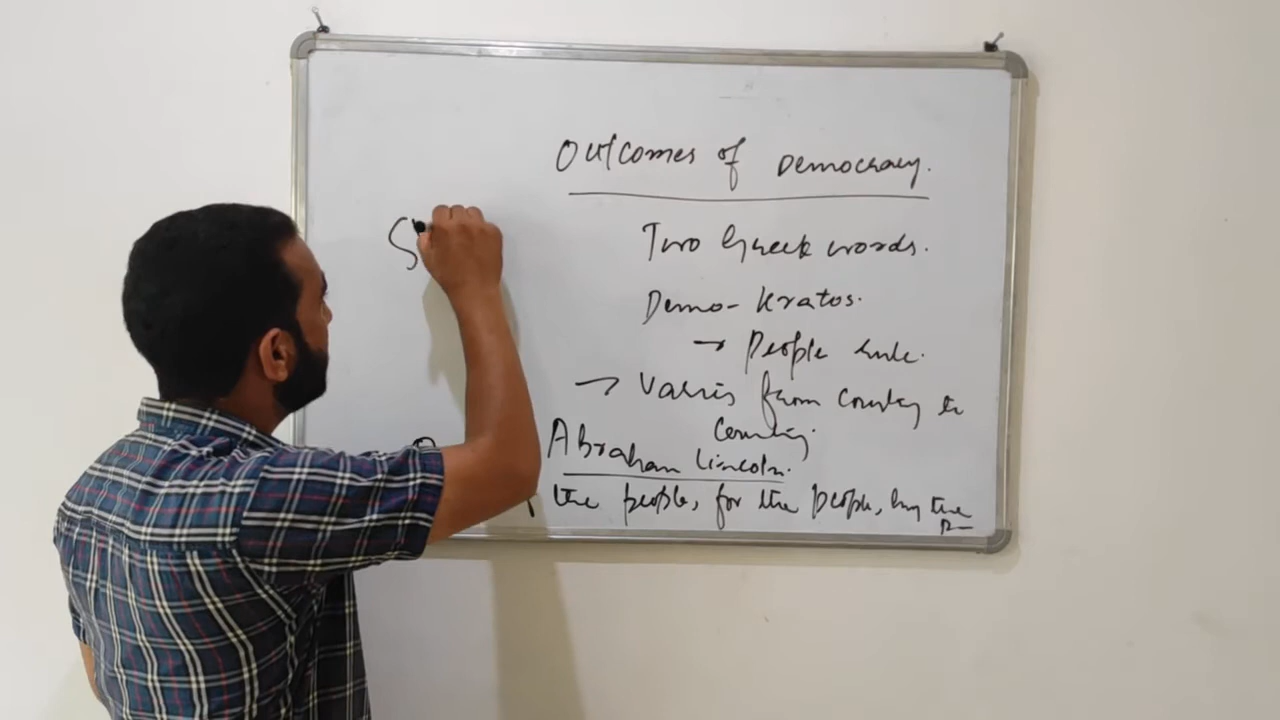 Outcomes of Democracy.
Two Greek words.
Demo- Kratos.
→ People rule.
→ Varies from country to
country.
Abraham Lincoln.
the people, for the people, by the
P